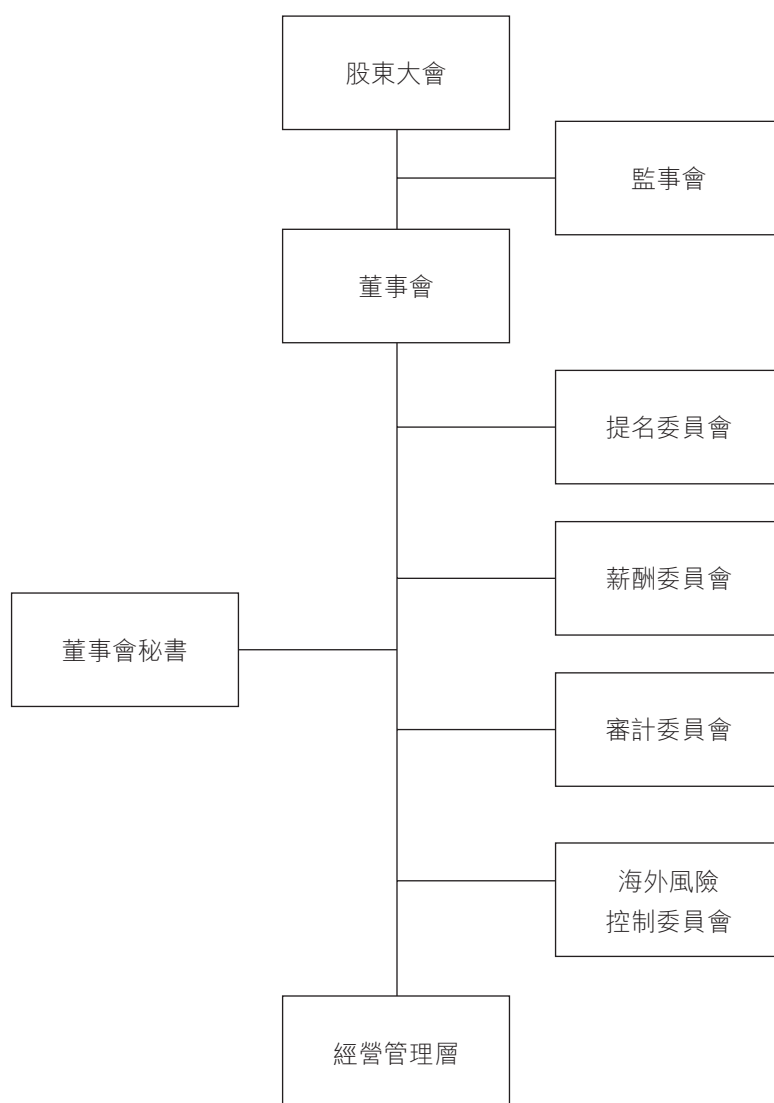 股東大會
監事會
董事會
提名委員會
薪酬委員會
董事會秘書
審計委員會
海外風險
控制委員會
經營管理層